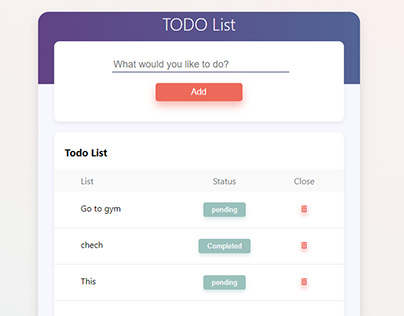 TODO List
What would you like to do?
Add
Todo List
List Status Close
Go to gym pending
chech Completed
This pending